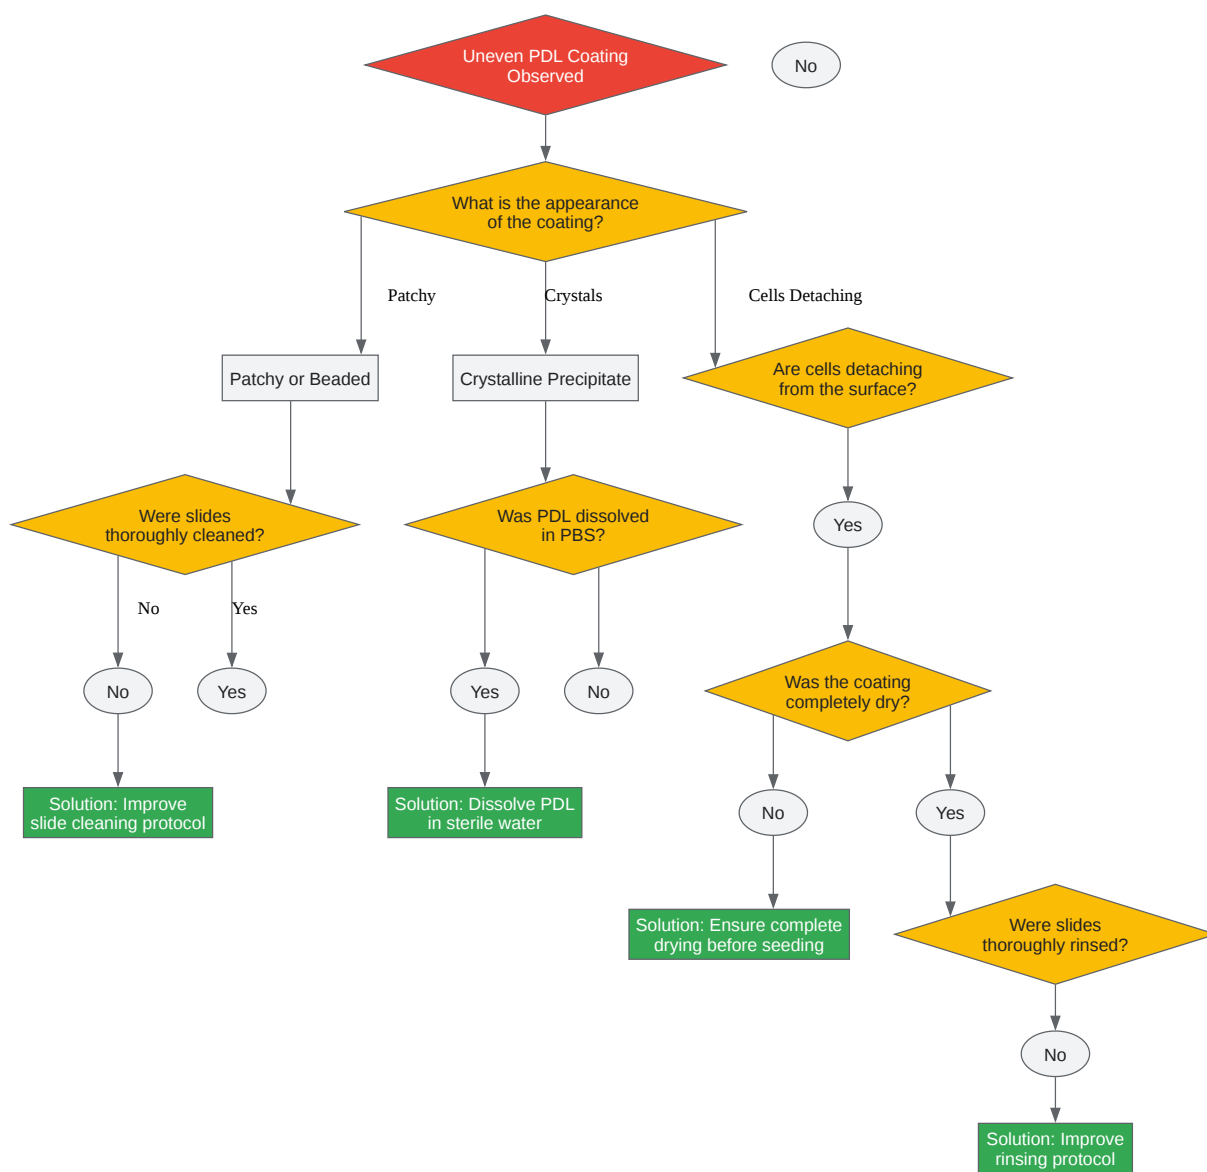 Uneven PDL Coating
Observed
No
What is the appearance
of the coating?
Patchy
Crystals
Cells Detaching
Patchy or Beaded
Crystalline Precipitate
Are cells detaching
from the surface?
Were slides
thoroughly cleaned?
Was PDL dissolved
in PBS?
Yes
No
Yes
No
Yes
Yes
No
Was the coating
completely dry?
Solution: Improve
slide cleaning protocol
Solution: Dissolve PDL
in sterile water
No
Yes
Solution: Ensure complete
drying before seeding
Were slides
thoroughly rinsed?
No
Solution: Improve
rinsing protocol